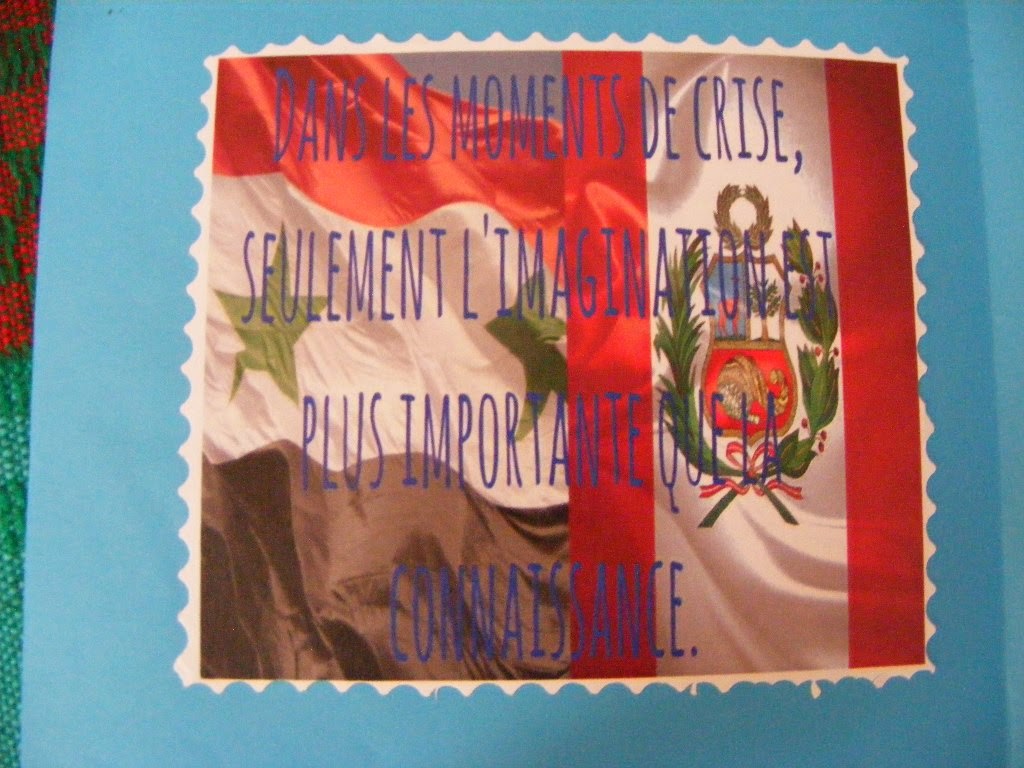 Dans les moments de crise,
seulement l'imagination est
plus importante que la
connaissance.